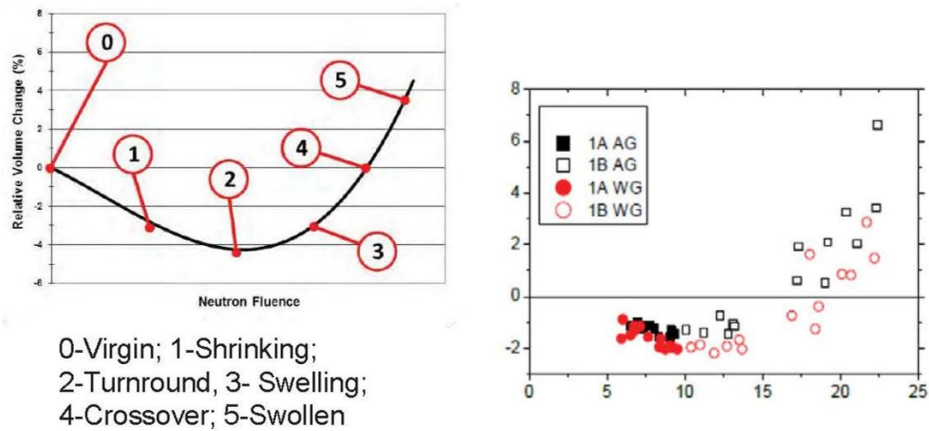 8
6
4
2
0
-2
-4
-6
Relative Volume Change (%)
Neutron Fluence
0
1
2
3
4
5
0-Virgin; 1-Shrinking;
2-Turnround, 3- Swelling;
4-Crossover; 5-Swollen
8
6
4
2
0
-2
1A AG
1B AG
1A WG
1B WG
0 5 10 15 20 25